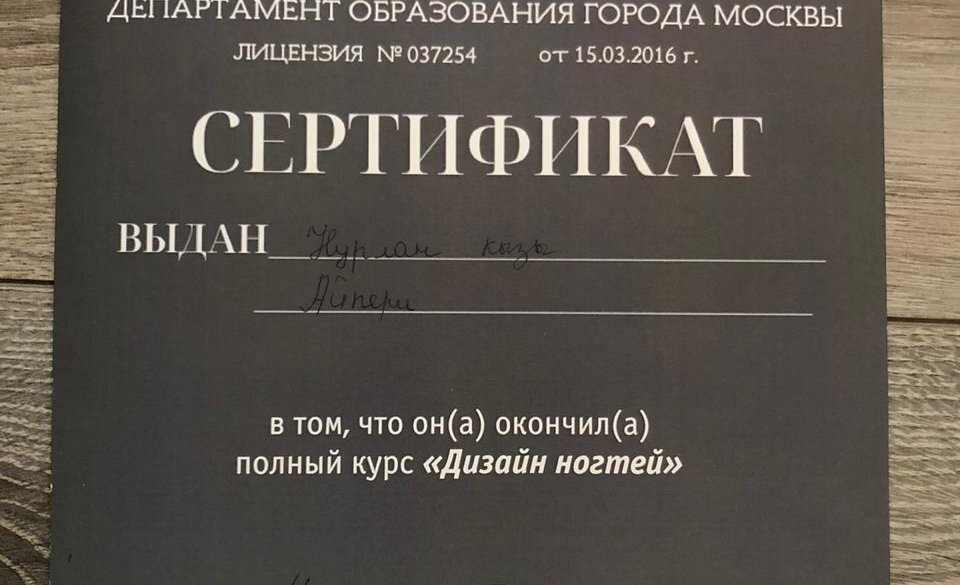 ДЕПАРТАМЕНТ ОБРАЗОВАНИЯ ГОРОДА МОСКВЫ
ЛИЦЕНЗИЯ № 037254 от 15.03.2016 г.
СЕРТИФИКАТ
ВЫДАН Нурлан кызы
Айпери
в том, что он(а) окончил(а)
полный курс «Дизайн ногтей»